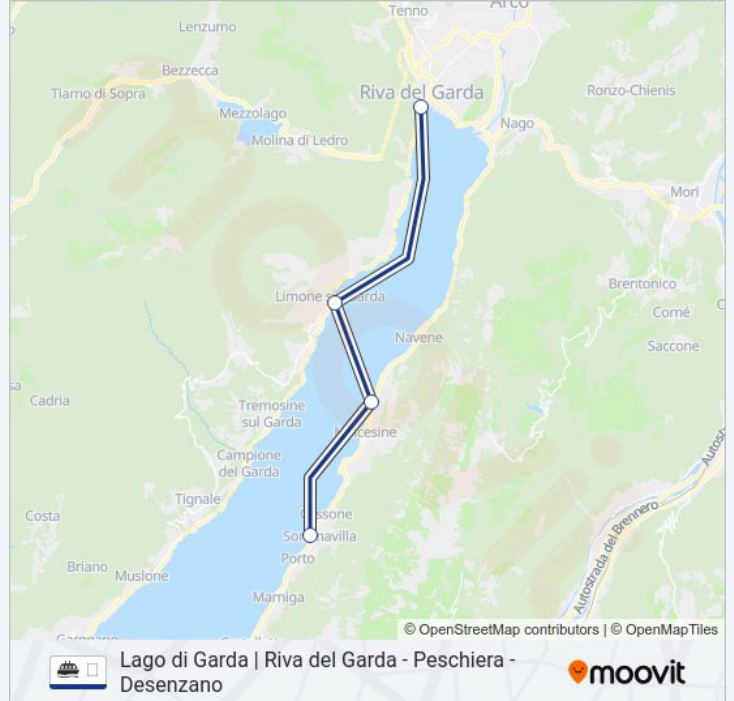 Tenno
Arco
Lenzumo
Bezzecca
Tiarno di Sopra
Riva del Garda
Ronzo-Chienis
Mezzolago
Nago
Molina di Ledro
Mori
Brentonico
Limone s Garda
Comé
Navene
Saccone
Cadria
Tremosine
sul Garda
Malcesine
Campione
del Garda
Tignale
Cassone
Costa
Sommavilla
Porto
Autostrada del Brennero
Briano
Muslone
Marniga
Gargnano
© OpenStreetMap contributors | © OpenMapTiles
Lago di Garda | Riva del Garda - Peschiera -
Desenzano
moovit